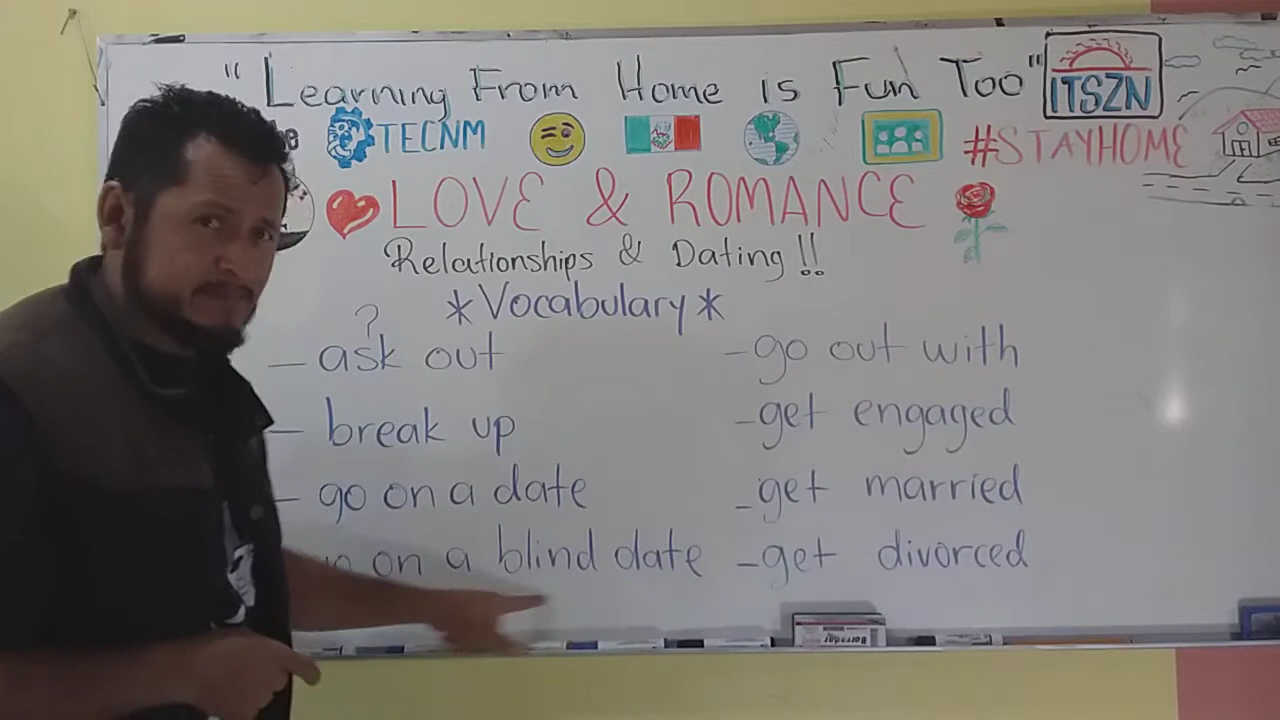 "Learning From Home is Fun Too"
ITSZN
TECNM
#STAYHOME
LOVE & ROMANCE
Relationships & Dating!!
*Vocabulary*
?
- ask out
- go out with
- break up
- get engaged
- go on a date
- get married
on a blind date
- get divorced
Borrador